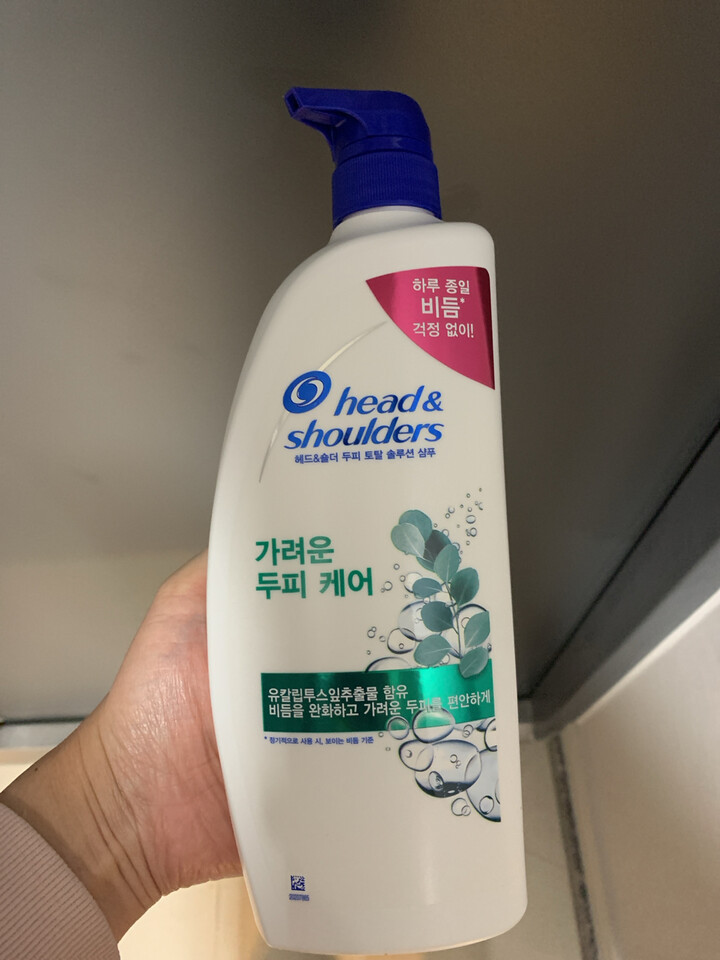 하루 종일
비듬*
걱정 없이!
head &
shoulders
헤드&숄더 두피 토탈 솔루션 샴푸
가려운
두피 케어
유칼립투스잎추출물 함유
비듬을 완화하고 가려운 두피를 편안하게
* 정기적으로 사용 시, 보이는 비듬 기준